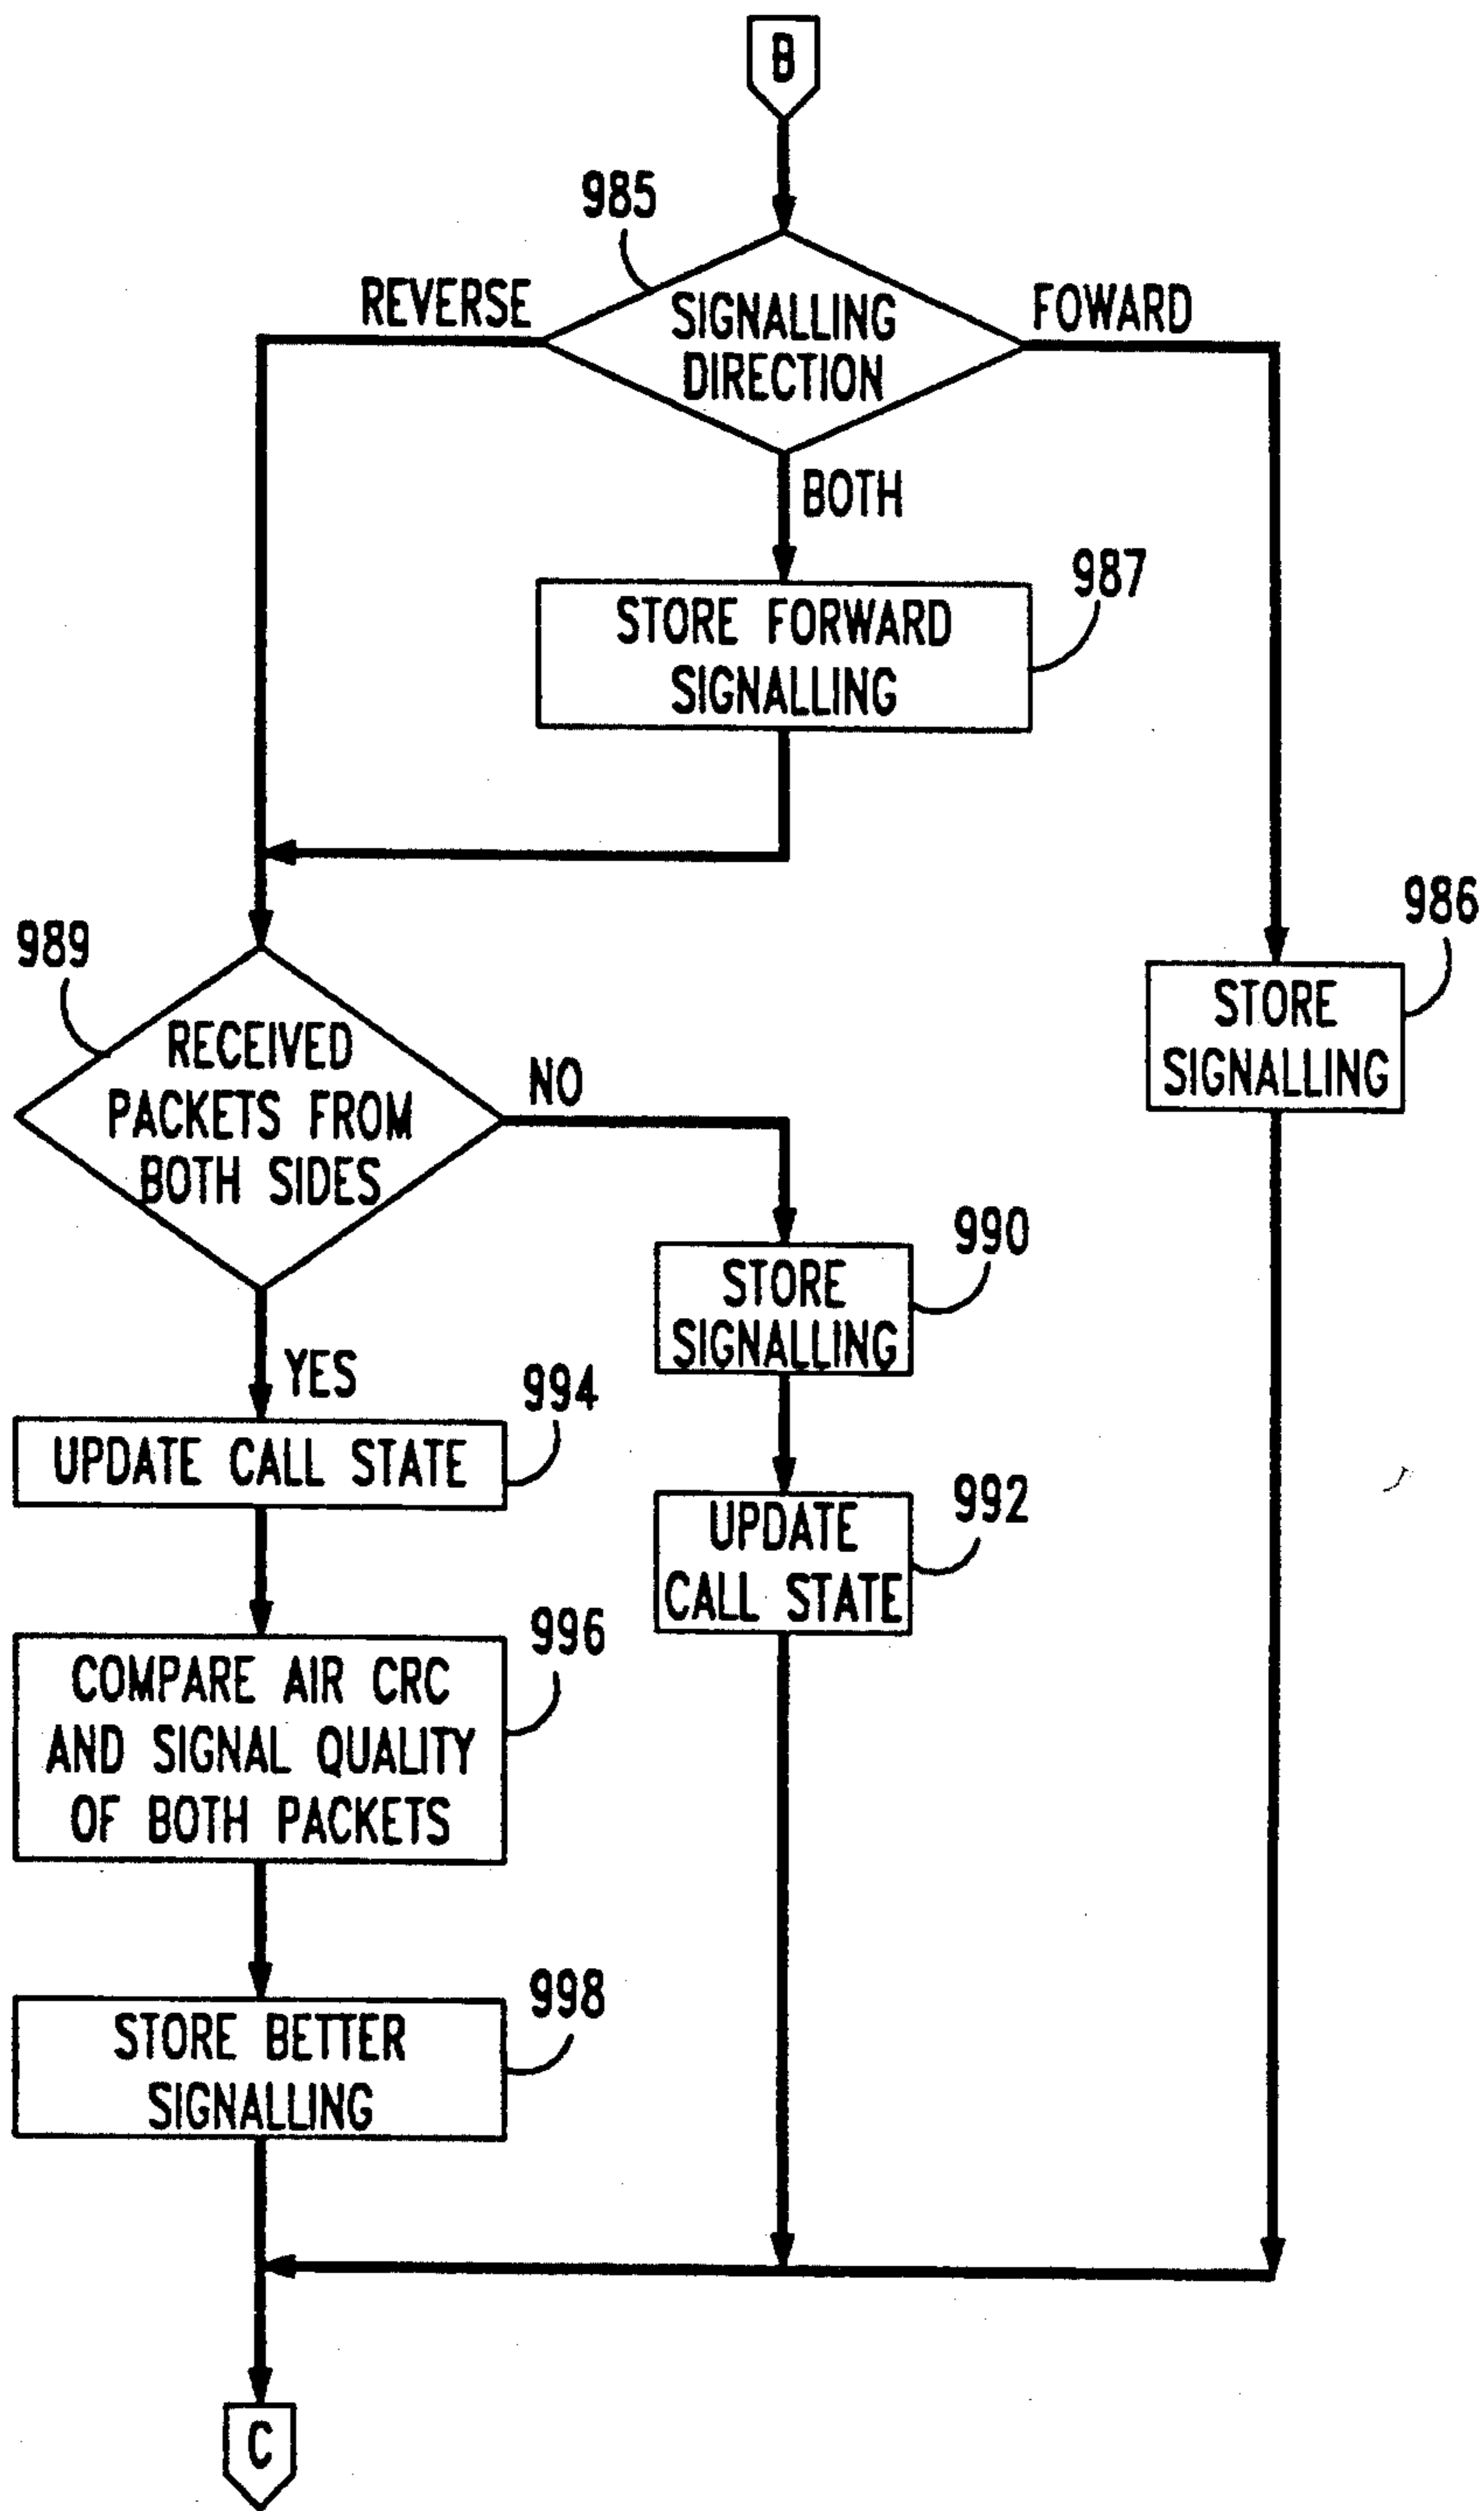 B
985
REVERSE
SIGNALLING
DIRECTION
FOWARD
BOTH
987
STORE FORWARD
SIGNALLING
986
STORE
SIGNALLING
989
RECEIVED
PACKETS FROM
BOTH SIDES
NO
990
STORE
SIGNALLING
YES
994
UPDATE CALL STATE
992
UPDATE
CALL STATE
996
COMPARE AIR CRC
AND SIGNAL QUALITY
OF BOTH PACKETS
998
STORE BETTER
SIGNALLING
C